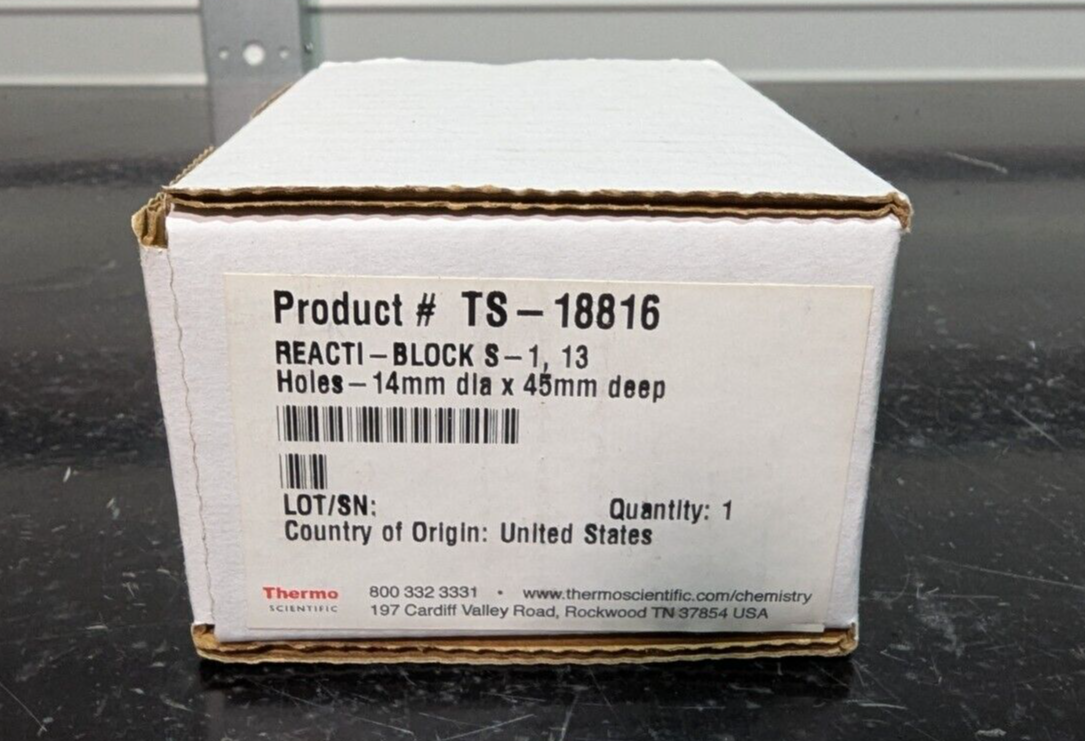 Product # TS-18816
REACTI-BLOCK S-1, 13
Holes-14mm dia x 45mm deep
LOT/SN: Quantity: 1
Country of Origin: United States
Thermo 800 332 3331 • www.thermoscientific.com/chemistry
SCIENTIFIC 197 Cardiff Valley Road, Rockwood TN 37854 USA